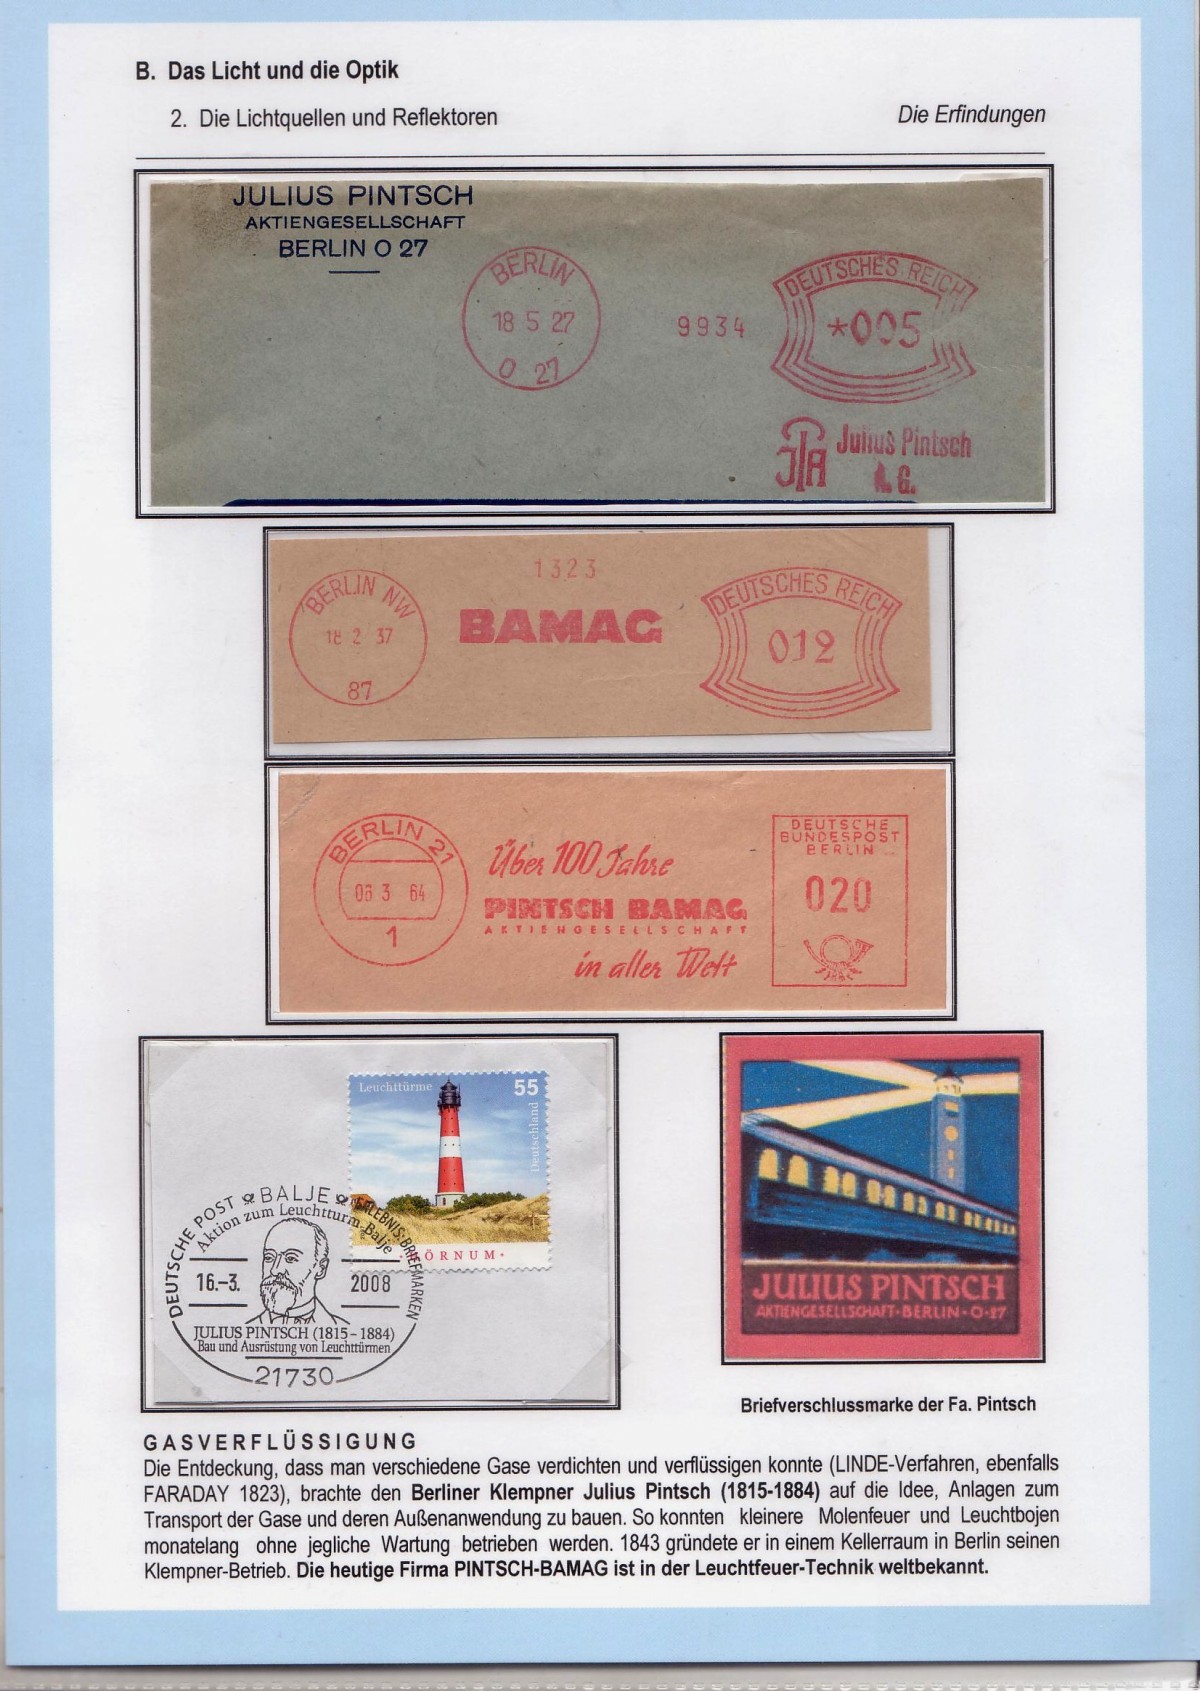 B. Das Licht und die Optik
2. Die Lichtquellen und Reflektoren
Die Erfindungen
JULIUS PINTSCH
AKTIENGESELLSCHAFT
BERLIN O 27
BERLIN
18 5 27
O 27
9934
DEUTSCHES REICH
*005
JPA Julius Pintsch
A. G.
1323
BERLIN NW
18 2 37
87
BAMAG
DEUTSCHES REICH
012
BERLIN 21
06 3 64
1
Über 100 Jahre
PINTSCH BAMAG
AKTIENGESELLSCHAFT
in aller Welt
DEUTSCHE
BUNDESPOST
BERLIN
020
Leuchttürme 55
Deutschland
HÖRNUM
DEUTSCHE POST BALJE ERLEBNIS:BRIEFMARKEN
Aktion zum Leuchtturm Balje
16.-3. 2008
JULIUS PINTSCH (1815-1884)
Bau und Ausrüstung von Leuchttürmen
21730
JULIUS PINTSCH
AKTIENGESELLSCHAFT·BERLIN·O·27
Briefverschlussmarke der Fa. Pintsch
GASVERFLÜSSIGUNG
Die Entdeckung, dass man verschiedene Gase verdichten und verflüssigen konnte (LINDE-Verfahren, ebenfalls
FARADAY 1823), brachte den Berliner Klempner Julius Pintsch (1815-1884) auf die Idee, Anlagen zum
Transport der Gase und deren Außenanwendung zu bauen. So konnten kleinere Molenfeuer und Leuchtbojen
monatelang ohne jegliche Wartung betrieben werden. 1843 gründete er in einem Kellerraum in Berlin seinen
Klempner-Betrieb. Die heutige Firma PINTSCH-BAMAG ist in der Leuchtfeuer-Technik weltbekannt.